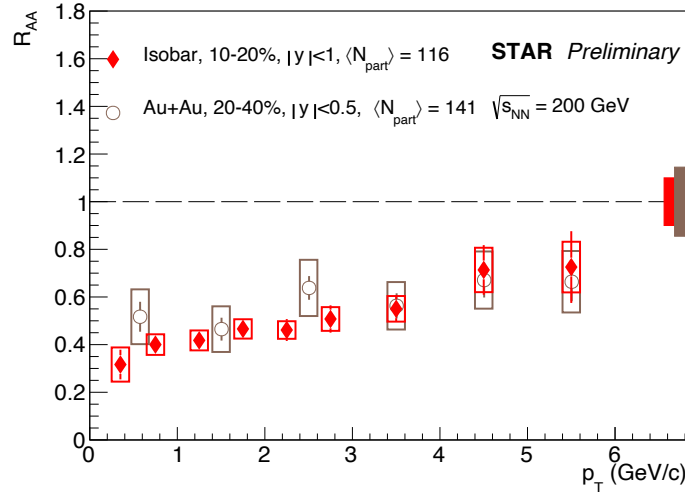 R_AA
1.8
1.6
1.4
1.2
1
0.8
0.6
0.4
0.2
0
Isobar, 10-20%, |y|<1, ⟨N_part⟩ = 116
STAR Preliminary
Au+Au, 20-40%, |y|<0.5, ⟨N_part⟩ = 141
√s_NN = 200 GeV
0 1 2 3 4 5 6
p_T (GeV/c)